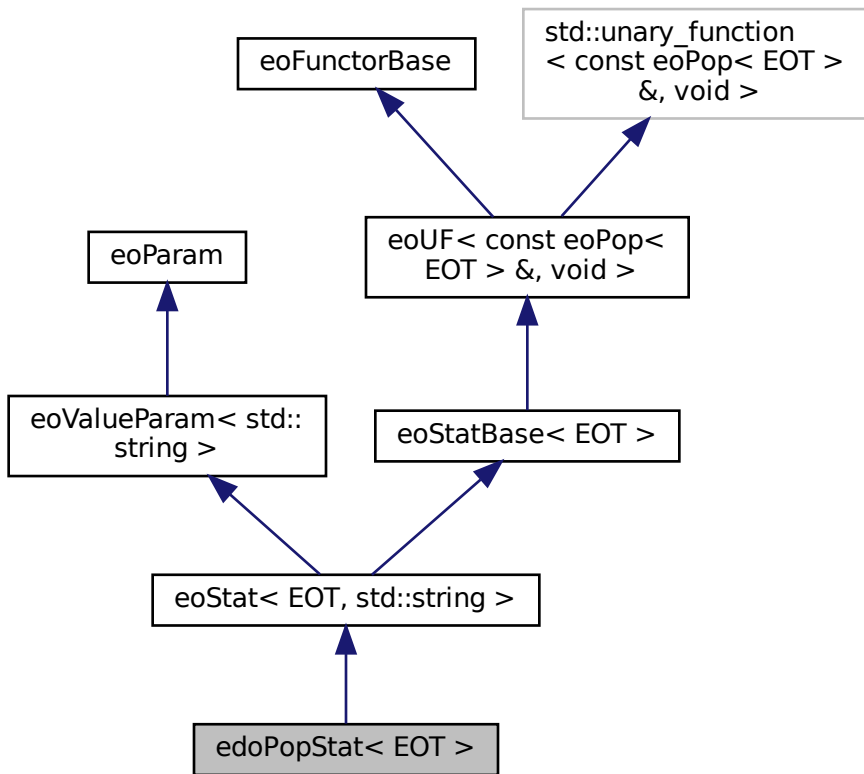 std::unary_function
< const eoPop< EOT >
&, void >
eoFunctorBase
eoUF< const eoPop<
EOT > &, void >
eoParam
eoValueParam< std::
string >
eoStatBase< EOT >
eoStat< EOT, std::string >
edoPopStat< EOT >